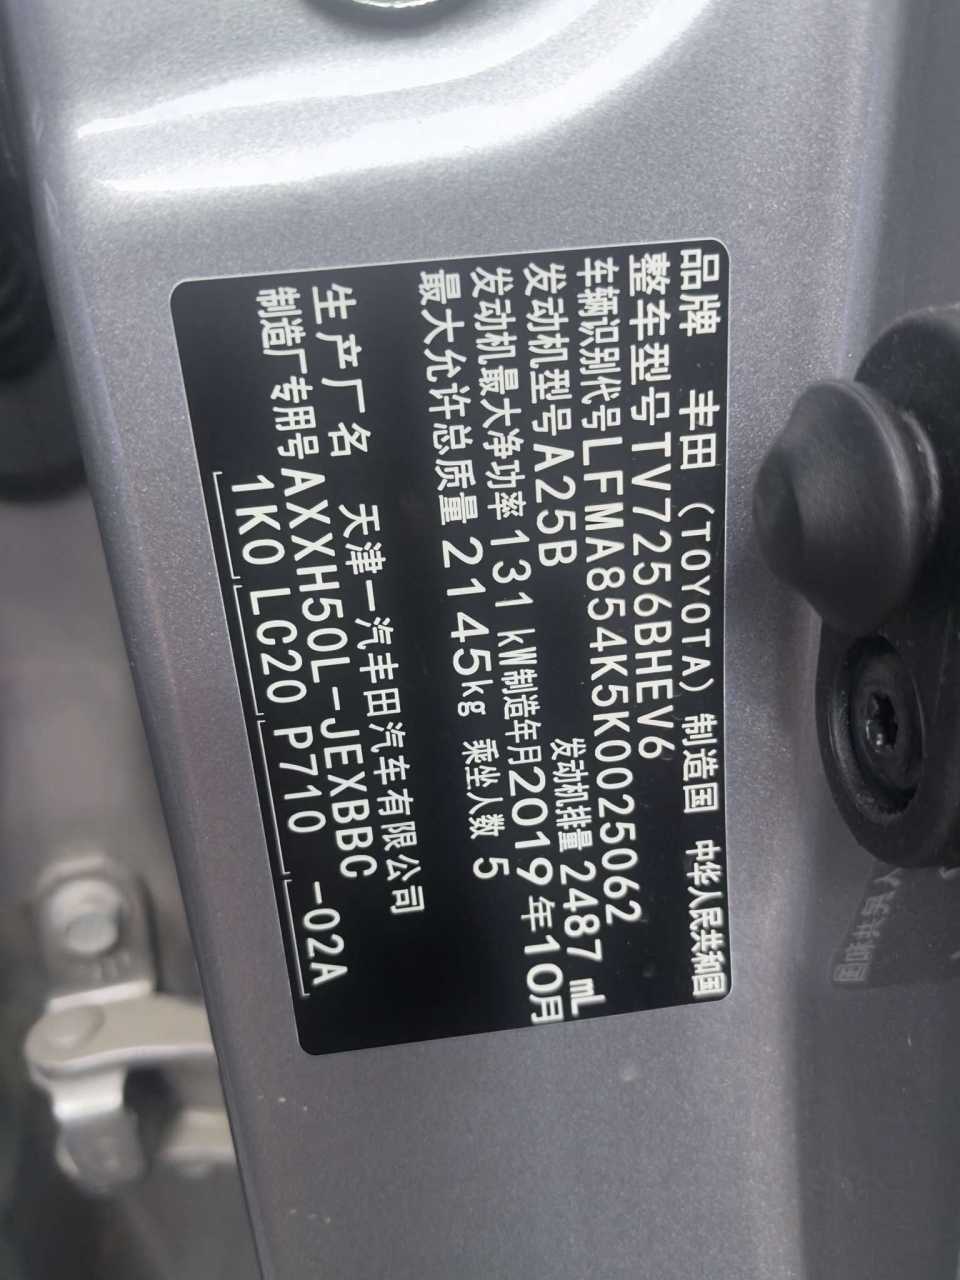 品牌 丰田 (TOYOTA) 制造国 中华人民共和国
整车型号 TV7256BHEV6
车辆识别代号 LFMA854K5K0025062
发动机型号 A25B 发动机排量 2487 mL
发动机最大净功率 131 kW 制造年月 2019年10月
最大允许总质量 2145kg 乘坐人数 5
生产厂名 天津一汽丰田汽车有限公司
制造厂专用号 AXXH50L-JEXBBC
1K0 LC20 P710 -02A